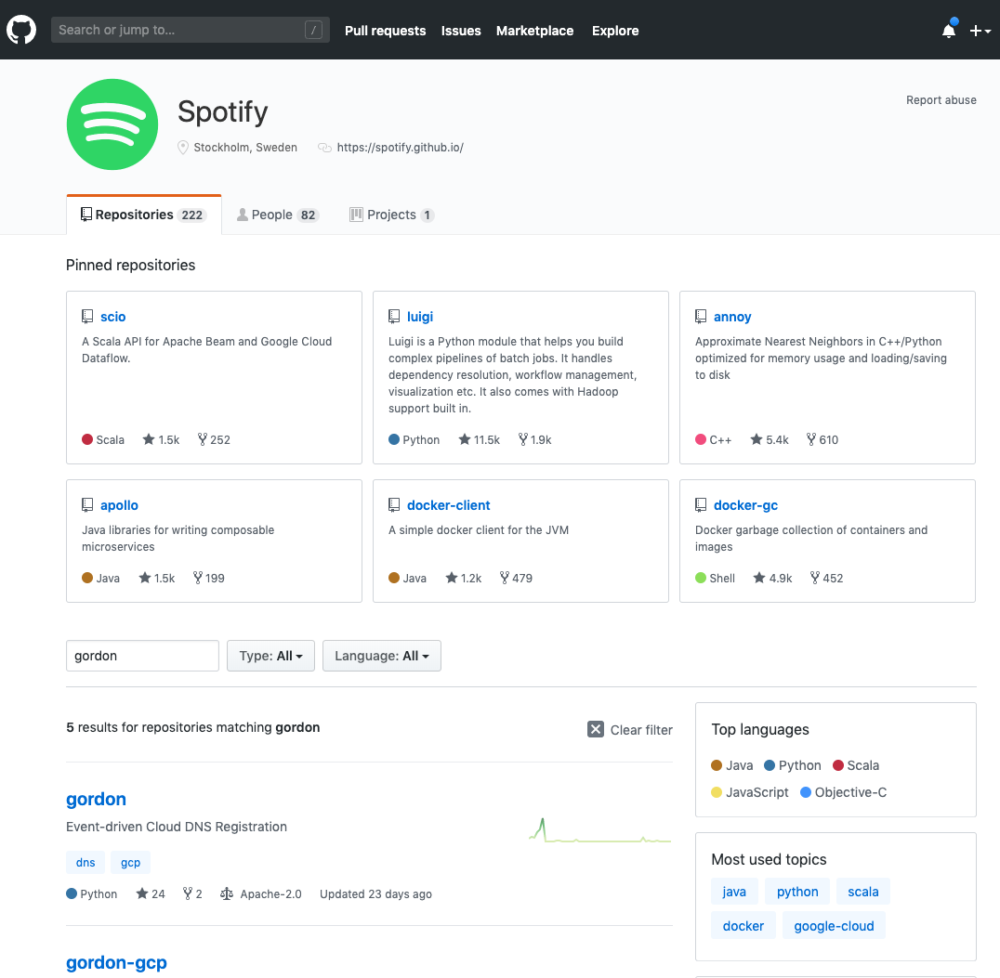 Search or jump to... /
Pull requests Issues Marketplace Explore
Spotify
Report abuse
Stockholm, Sweden https://spotify.github.io/
Repositories 222 People 82 Projects 1
Pinned repositories
scio
A Scala API for Apache Beam and Google Cloud
Dataflow.
Scala 1.5k 252
luigi
Luigi is a Python module that helps you build
complex pipelines of batch jobs. It handles
dependency resolution, workflow management,
visualization etc. It also comes with Hadoop
support built in.
Python 11.5k 1.9k
annoy
Approximate Nearest Neighbors in C++/Python
optimized for memory usage and loading/saving
to disk
C++ 5.4k 610
apollo
Java libraries for writing composable
microservices
Java 1.5k 199
docker-client
A simple docker client for the JVM
Java 1.2k 479
docker-gc
Docker garbage collection of containers and
images
Shell 4.9k 452
gordon Type: All Language: All
5 results for repositories matching gordon Clear filter
gordon
Event-driven Cloud DNS Registration
dns gcp
Python 24 2 Apache-2.0 Updated 23 days ago
gordon-gcp
Top languages
Java Python Scala
JavaScript Objective-C
Most used topics
java python scala
docker google-cloud